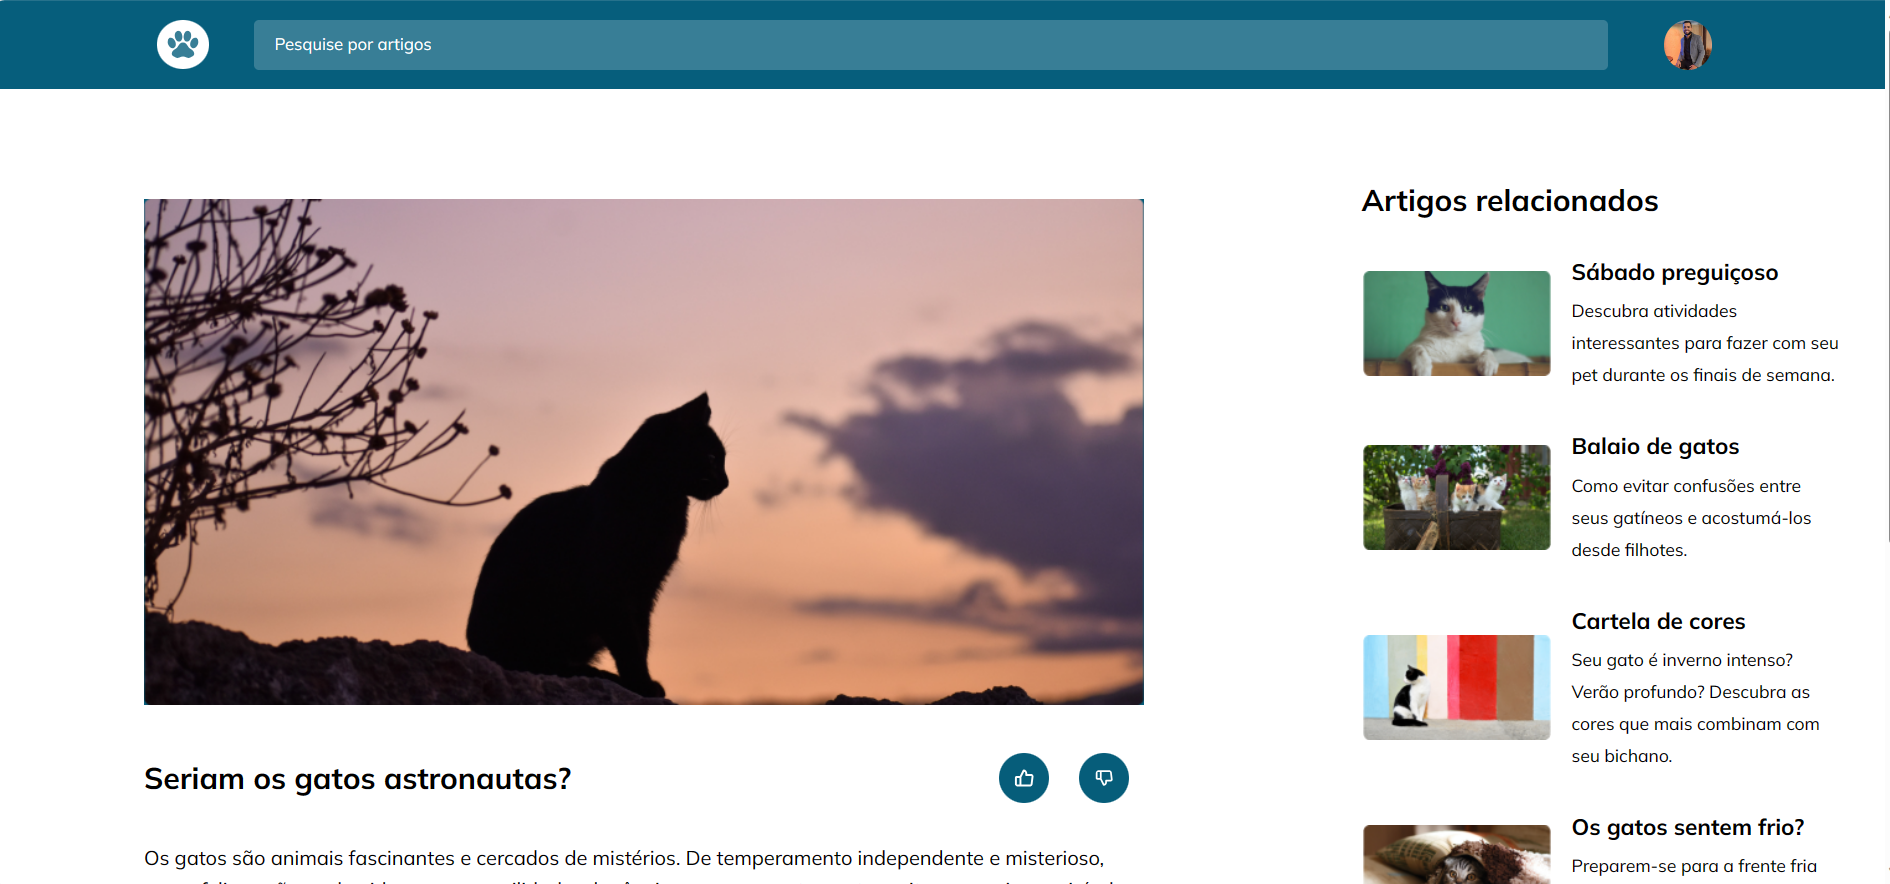 Pesquise por artigos
Seriam os gatos astronautas?
Os gatos são animais fascinantes e cercados de mistérios. De temperamento independente e misterioso,
Artigos relacionados
Sábado preguiçoso
Descubra atividades
interessantes para fazer com seu
pet durante os finais de semana.
Balaio de gatos
Como evitar confusões entre
seus gatíneos e acostumá-los
desde filhotes.
Cartela de cores
Seu gato é inverno intenso?
Verão profundo? Descubra as
cores que mais combinam com
seu bichano.
Os gatos sentem frio?
Preparem-se para a frente fria